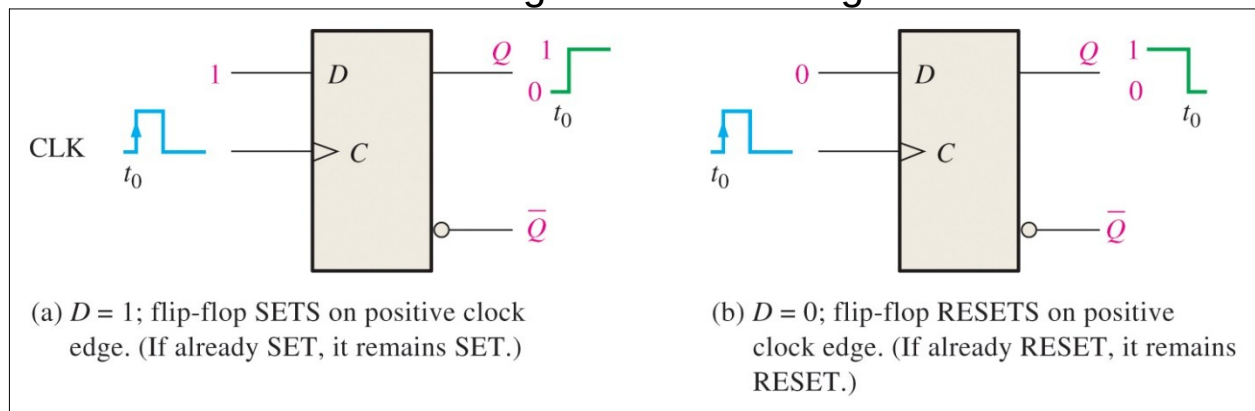 1
D
Q
1
0
t₀
CLK
t₀
C
Q̅
(a) D = 1; flip-flop SETS on positive clock
edge. (If already SET, it remains SET.)
0
D
Q
1
0
t₀
t₀
C
Q̅
(b) D = 0; flip-flop RESETS on positive
clock edge. (If already RESET, it remains
RESET.)